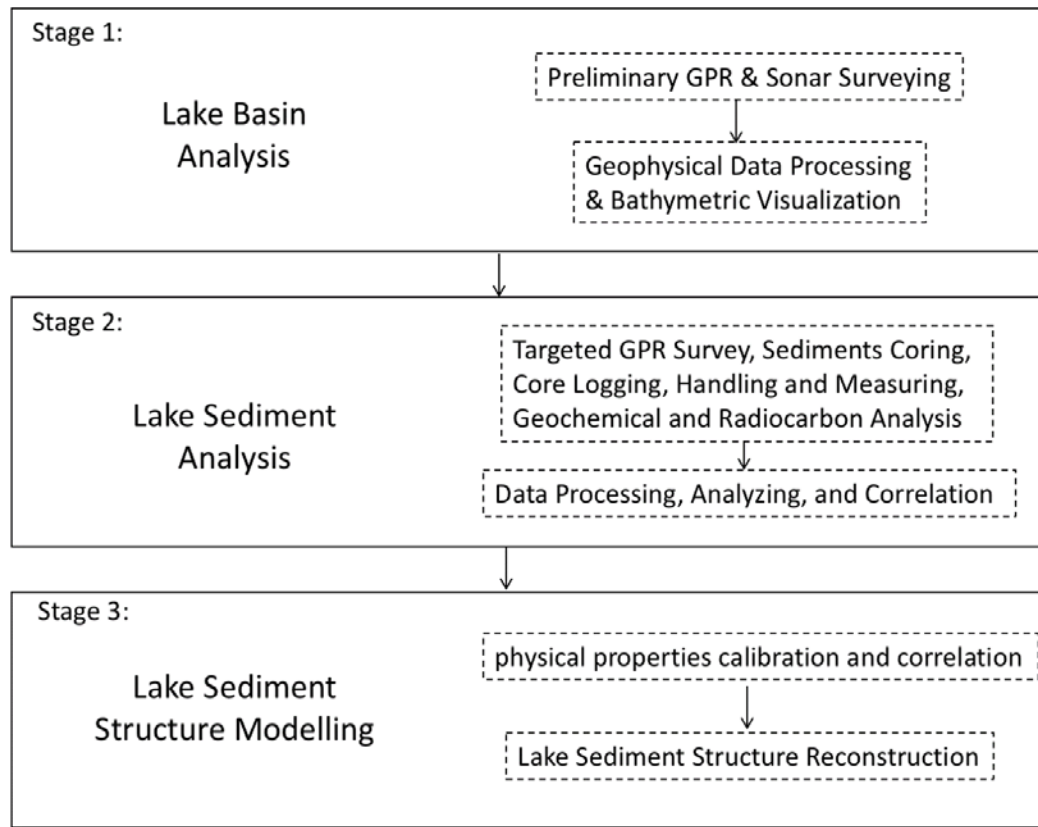 Stage 1:
Lake Basin
Analysis
Preliminary GPR & Sonar Surveying
Geophysical Data Processing
& Bathymetric Visualization
Stage 2:
Lake Sediment
Analysis
Targeted GPR Survey, Sediments Coring,
Core Logging, Handling and Measuring,
Geochemical and Radiocarbon Analysis
Data Processing, Analyzing, and Correlation
Stage 3:
Lake Sediment
Structure Modelling
physical properties calibration and correlation
Lake Sediment Structure Reconstruction